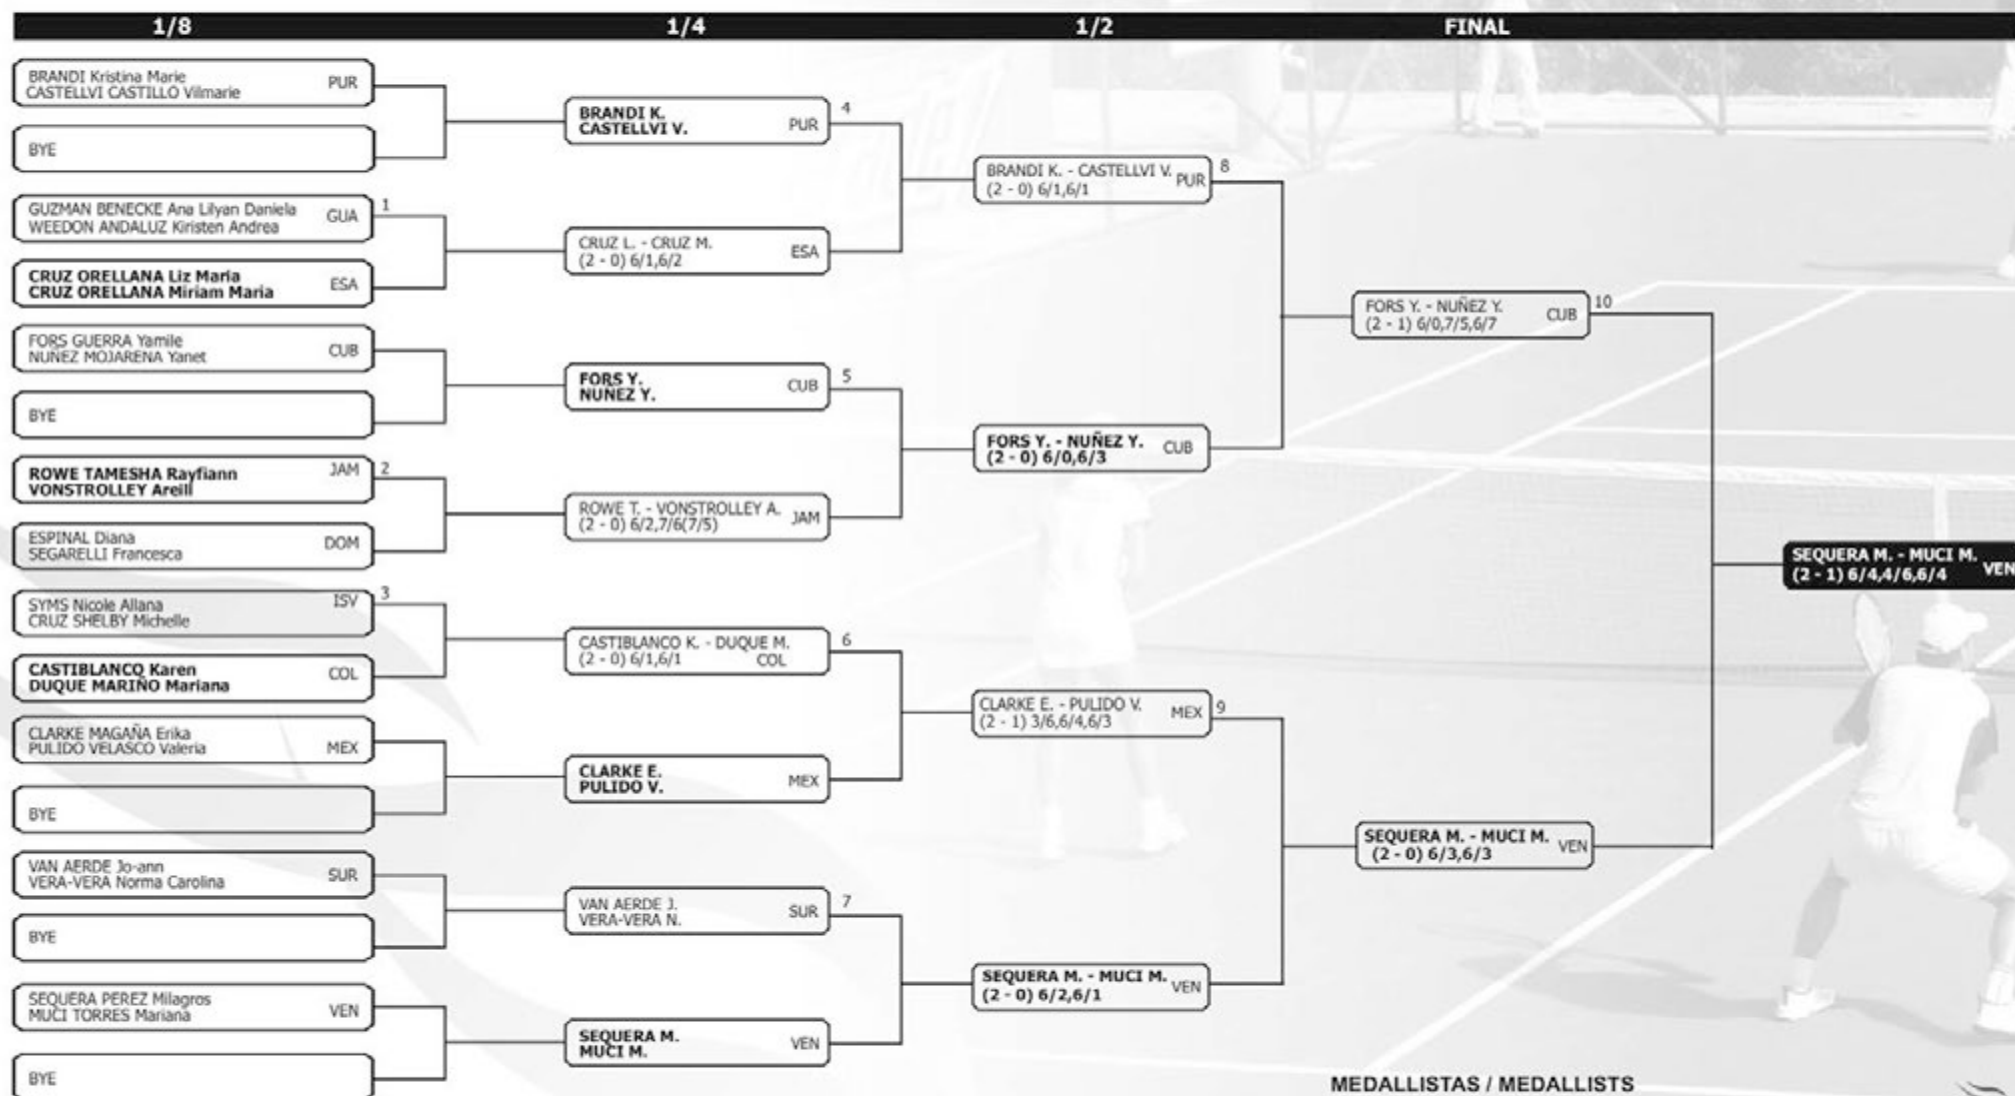 1/8 1/4 1/2 FINAL
BRANDI Kristina Marie
CASTELLVI CASTILLO Vilmarie
PUR
BYE
GUZMAN BENECKE Ana Lilyan Daniela
WEEDON ANDALUZ Kiristen Andrea
GUA 1
CRUZ ORELLANA Liz Maria
CRUZ ORELLANA Miriam Maria
ESA
FORS GUERRA Yamile
NUÑEZ MOJARENA Yanet
CUB
BYE
ROWE TAMESHA Rayfiann
VONSTROLLEY Areill
JAM 2
ESPINAL Diana
SEGARELLI Francesca
DOM
SYMS Nicole Allana
CRUZ SHELBY Michelle
ISV 3
CASTIBLANCO Karen
DUQUE MARIÑO Mariana
COL
CLARKE MAGAÑA Erika
PULIDO VELASCO Valeria
MEX
BYE
VAN AERDE Jo-ann
VERA-VERA Norma Carolina
SUR
BYE
SEQUERA PEREZ Milagros
MUCI TORRES Mariana
VEN
BYE
BRANDI K.
CASTELLVI V.
PUR 4
CRUZ L. - CRUZ M.
(2 - 0) 6/1,6/2
ESA
FORS Y.
NUÑEZ Y.
CUB 5
ROWE T. - VONSTROLLEY A.
(2 - 0) 6/2,7/6(7/5)
JAM
CASTIBLANCO K. - DUQUE M.
(2 - 0) 6/1,6/1 COL
6
CLARKE E.
PULIDO V.
MEX
VAN AERDE J.
VERA-VERA N.
SUR 7
SEQUERA M.
MUCI M.
VEN
BRANDI K. - CASTELLVI V.
(2 - 0) 6/1,6/1
PUR 8
FORS Y. - NUÑEZ Y.
(2 - 0) 6/0,6/3
CUB
CLARKE E. - PULIDO V.
(2 - 1) 3/6,6/4,6/3
MEX 9
SEQUERA M. - MUCI M.
(2 - 0) 6/2,6/1
VEN
FORS Y. - NUÑEZ Y.
(2 - 1) 6/0,7/5,6/7
CUB 10
SEQUERA M. - MUCI M.
(2 - 0) 6/3,6/3
VEN
SEQUERA M. - MUCI M.
(2 - 1) 6/4,4/6,6/4
VEN
MEDALLISTAS / MEDALLISTS